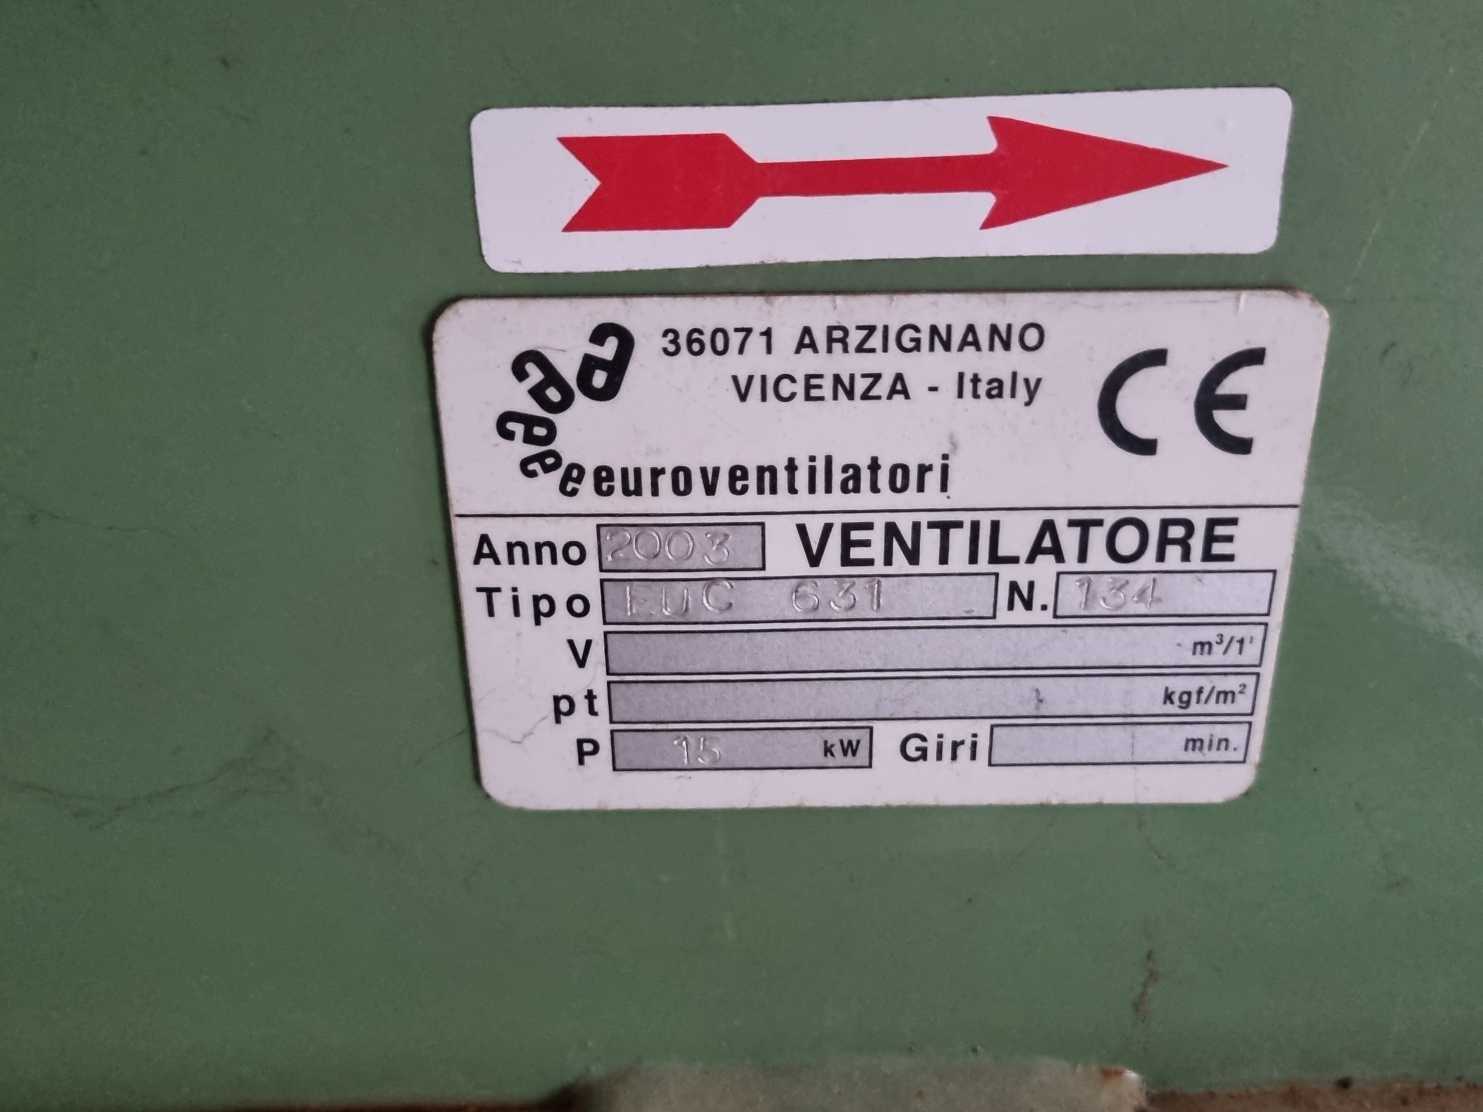 36071 ARZIGNANO
VICENZA - Italy
CE
euroventilatori
Anno 2003 VENTILATORE
Tipo EUC 631 N. 134
V m³/1'
pt kgf/m²
P 15 kW Giri min.